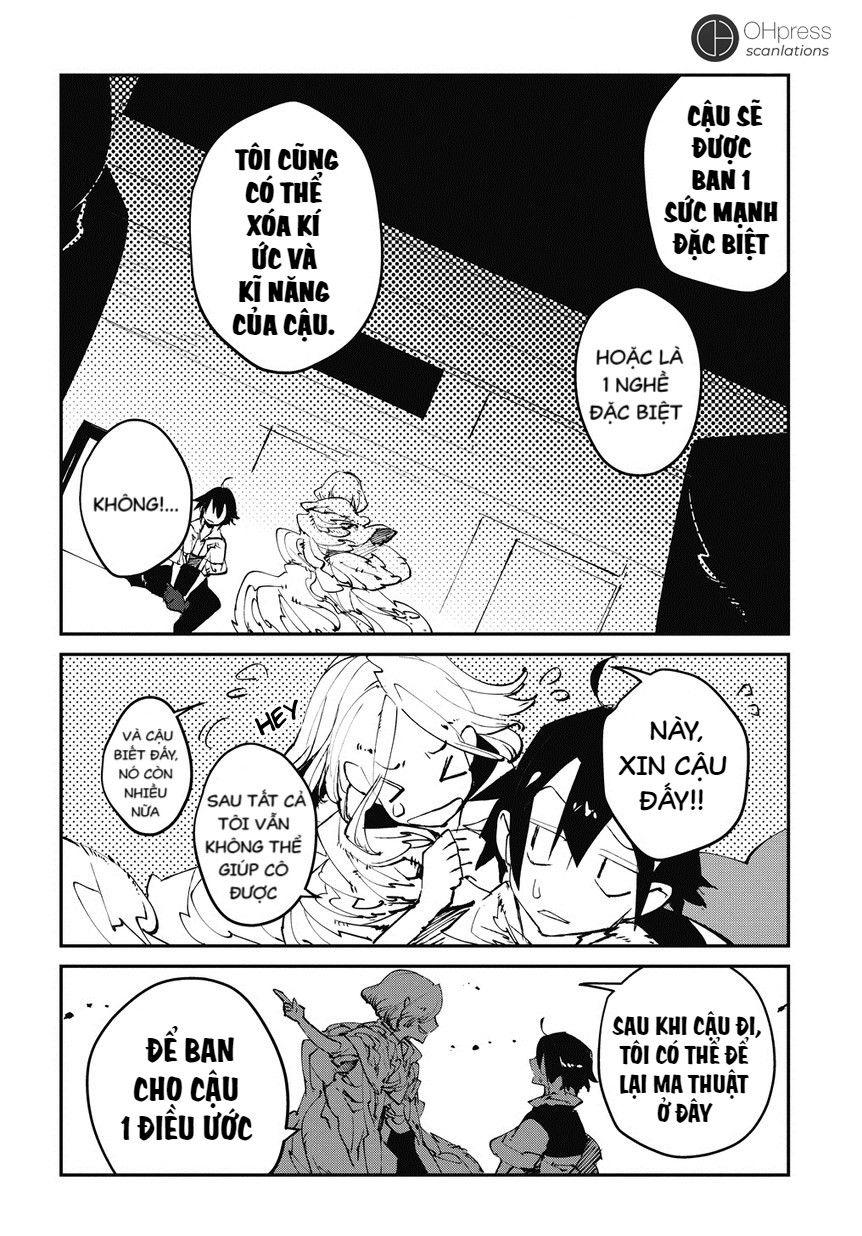 OHpress
scanlations
CẬU SẼ
ĐƯỢC
BAN 1
SỨC MẠNH
ĐẶC BIỆT
HOẶC LÀ
1 NGHỀ
ĐẶC BIỆT
TÔI CŨNG
CÓ THỂ
XÓA KÍ
ỨC VÀ
KĨ NĂNG
CỦA CẬU.
KHÔNG!...
NÀY,
XIN CẬU
ĐẤY!!
HEY
SAU TẤT CẢ
TÔI VẪN
KHÔNG THỂ
GIÚP CÔ
ĐƯỢC
VÀ CẬU
BIẾT ĐẤY,
NÓ CÒN
NHIỀU
NỮA
SAU KHI CẬU ĐI,
TÔI CÓ THỂ ĐỂ
LẠI MA THUẬT
Ở ĐÂY
ĐỂ BAN
CHO CẬU
1 ĐIỀU ƯỚC